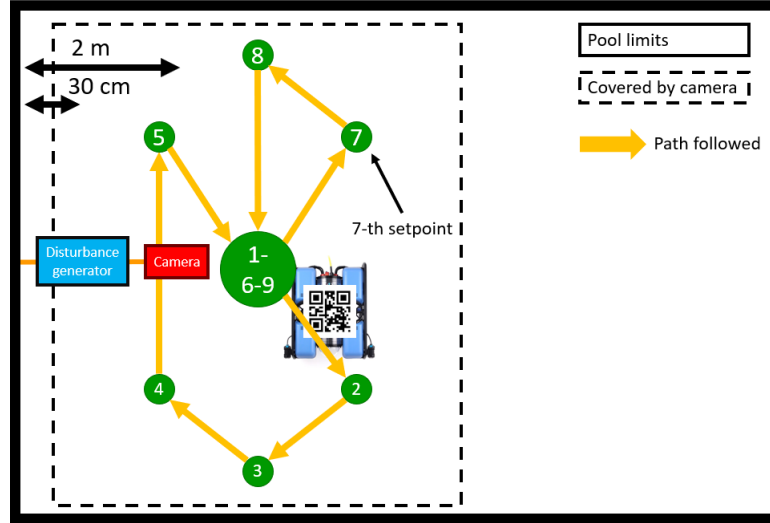 2 m
30 cm
8
5
7
7-th setpoint
Disturbance
generator
Camera
1-
6-9
4
2
3
Pool limits
Covered by camera
Path followed